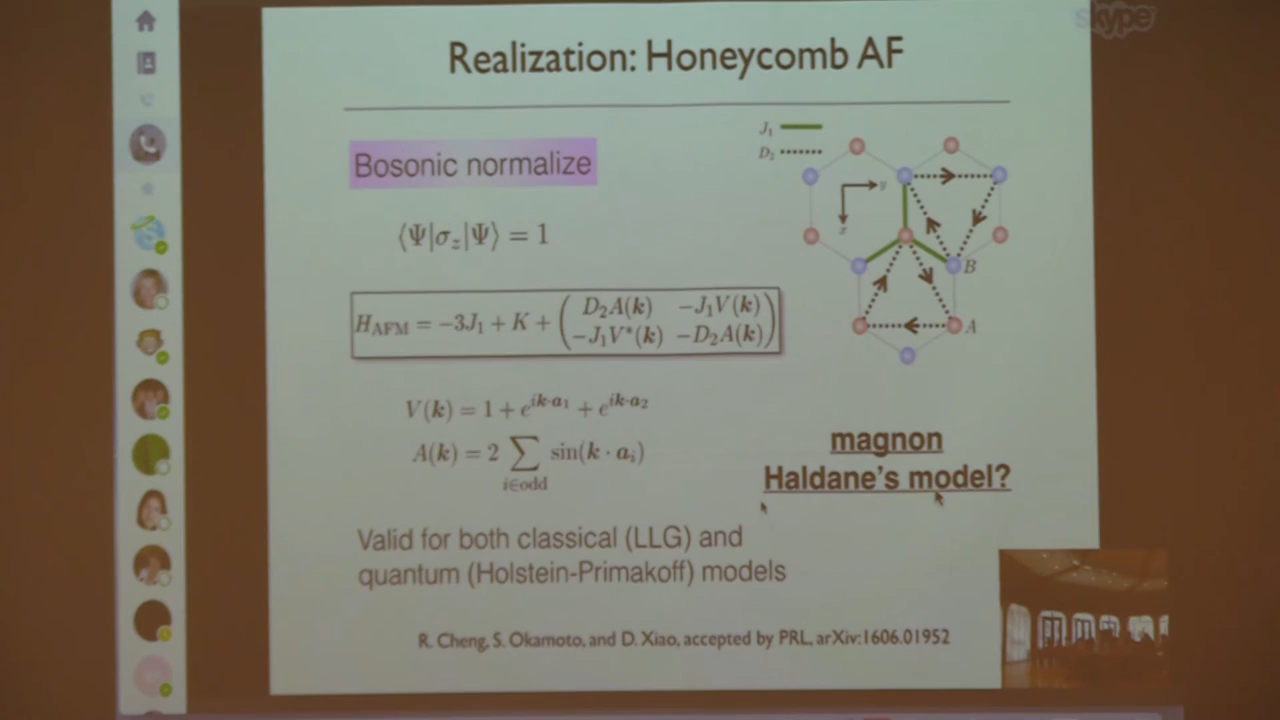 skype
Realization: Honeycomb AF
Bosonic normalize
⟨Ψ|σ_z|Ψ⟩ = 1
H_AFM = −3J₁ + K + ( D₂A(k) −J₁V(k)
−J₁V*(k) −D₂A(k) )
V(k) = 1 + e^{ik·a₁} + e^{ik·a₂}
A(k) = 2 ∑_{i∈odd} sin(k · a_i)
Valid for both classical (LLG) and
quantum (Holstein-Primakoff) models
J₁
D₂
y
B
A
magnon
Haldane's model?
R. Cheng, S. Okamoto, and D. Xiao, accepted by PRL, arXiv:1606.01952